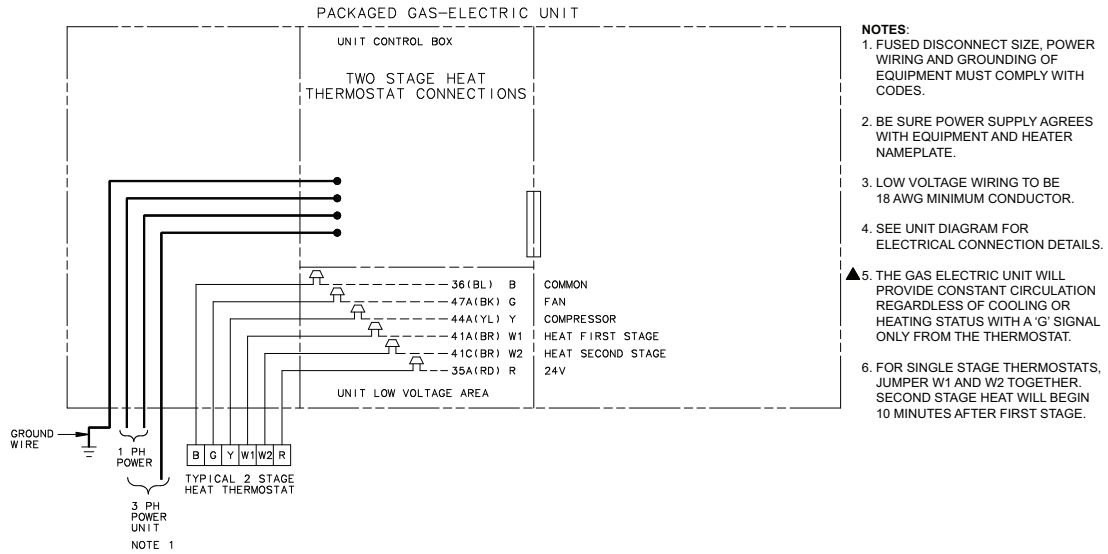 PACKAGED GAS-ELECTRIC UNIT
UNIT CONTROL BOX
TWO STAGE HEAT
THERMOSTAT CONNECTIONS
36(BL) B COMMON
47A(BK) G FAN
44A(YL) Y COMPRESSOR
41A(BR) W1 HEAT FIRST STAGE
41C(BR) W2 HEAT SECOND STAGE
35A(RD) R 24V
UNIT LOW VOLTAGE AREA
GROUND
WIRE
1 PH
POWER
3 PH
POWER
UNIT
NOTE 1
B G Y W1 W2 R
TYPICAL 2 STAGE
HEAT THERMOSTAT
NOTES:
1. FUSED DISCONNECT SIZE, POWER
WIRING AND GROUNDING OF
EQUIPMENT MUST COMPLY WITH
CODES.
2. BE SURE POWER SUPPLY AGREES
WITH EQUIPMENT AND HEATER
NAMEPLATE.
3. LOW VOLTAGE WIRING TO BE
18 AWG MINIMUM CONDUCTOR.
4. SEE UNIT DIAGRAM FOR
ELECTRICAL CONNECTION DETAILS.
5. THE GAS ELECTRIC UNIT WILL
PROVIDE CONSTANT CIRCULATION
REGARDLESS OF COOLING OR
HEATING STATUS WITH A ‘G’ SIGNAL
ONLY FROM THE THERMOSTAT.
6. FOR SINGLE STAGE THERMOSTATS,
JUMPER W1 AND W2 TOGETHER.
SECOND STAGE HEAT WILL BEGIN
10 MINUTES AFTER FIRST STAGE.